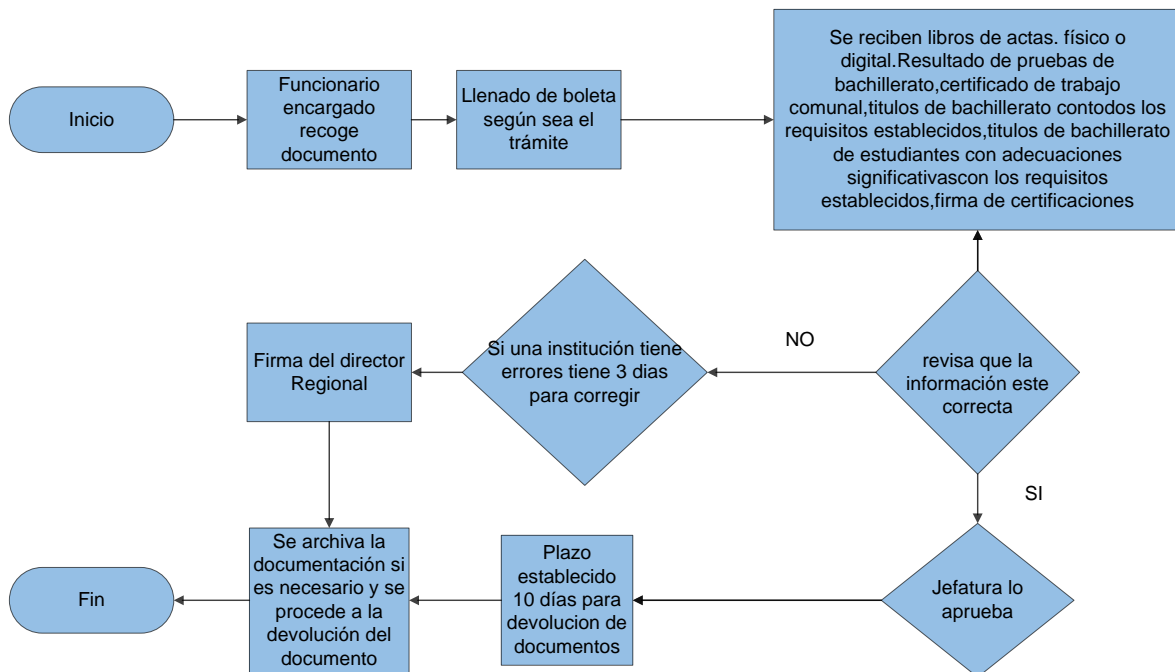 Inicio
Funcionario
encargado
recoge
documento
Llenado de boleta
según sea el
trámite
Se reciben libros de actas. físico o
digital.Resultado de pruebas de
bachillerato,certificado de trabajo
comunal,titulos de bachillerato contodos los
requisitos establecidos,titulos de bachillerato
de estudiantes con adecuaciones
significativascon los requisitos
establecidos,firma de certificaciones
revisa que la
información este
correcta
NO
Si una institución tiene
errores tiene 3 dias
para corregir
Firma del director
Regional
SI
Jefatura lo
aprueba
Plazo
establecido
10 días para
devolucion de
documentos
Se archiva la
documentación si
es necesario y se
procede a la
devolución del
documento
Fin